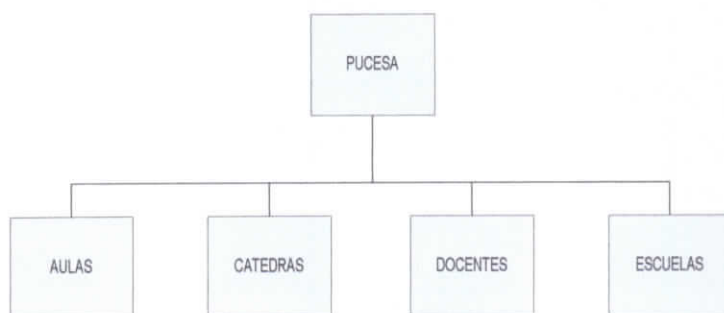 PUCESA
AULAS
CATEDRAS
DOCENTES
ESCUELAS